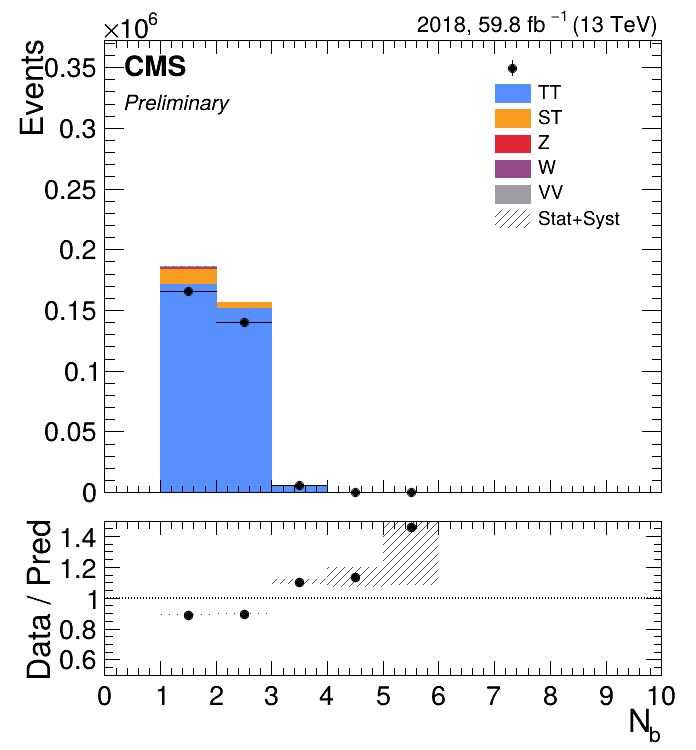 ×10⁶
2018, 59.8 fb⁻¹ (13 TeV)
Events
CMS
Preliminary
TT
ST
Z
W
VV
Stat+Syst
0.35
0.3
0.25
0.2
0.15
0.1
0.05
0
Data / Pred
1.4
1.2
1
0.8
0.6
0 1 2 3 4 5 6 7 8 9 10
N_b